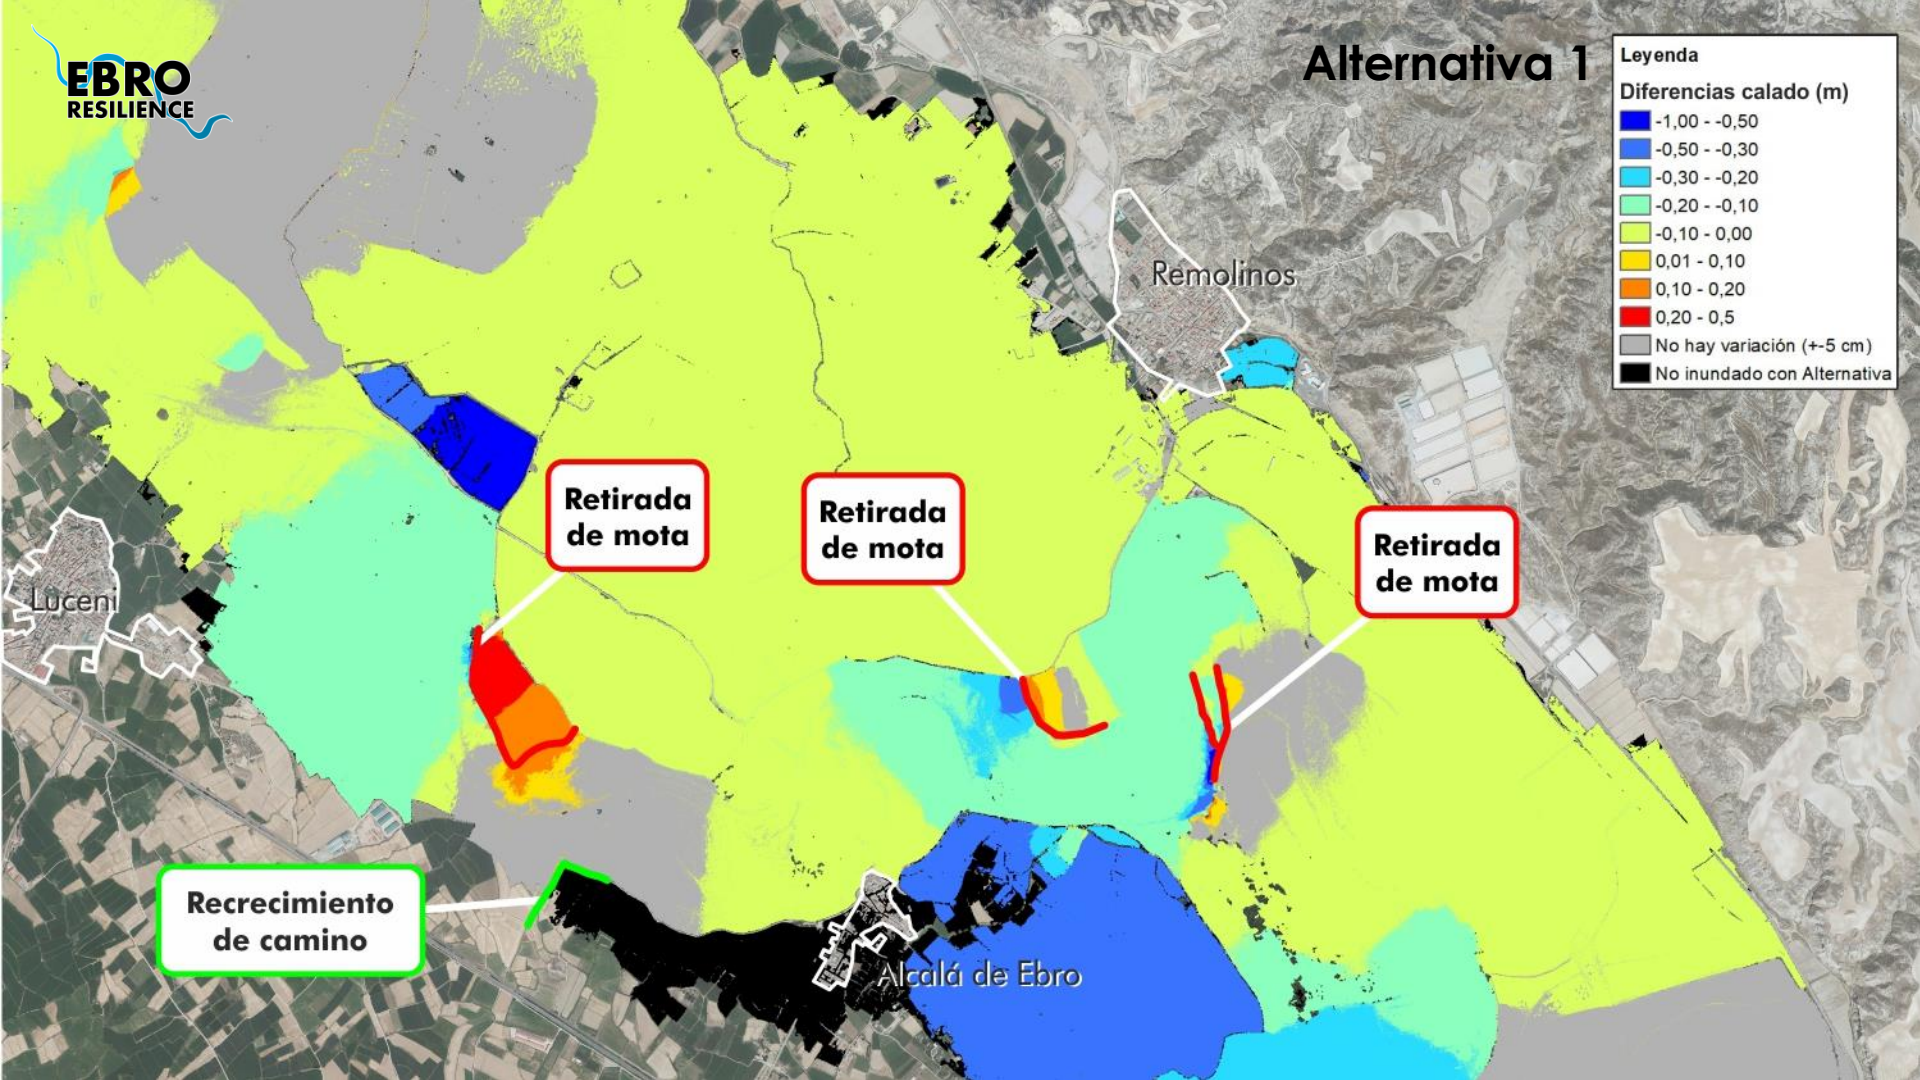 EBRO
RESILIENCE
Alternativa 1
Leyenda
Diferencias calado (m)
-1,00 - -0,50
-0,50 - -0,30
-0,30 - -0,20
-0,20 - -0,10
-0,10 - 0,00
0,01 - 0,10
0,10 - 0,20
0,20 - 0,5
No hay variación (+-5 cm)
No inundado con Alternativa
Remolinos
Retirada
de mota
Retirada
de mota
Retirada
de mota
Luceni
Recrecimiento
de camino
Alcalá de Ebro